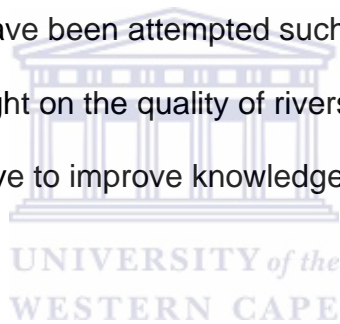 ave been attempted such
ght on the quality of rivers
ve to improve knowledge
UNIVERSITY of the
WESTERN CAPE